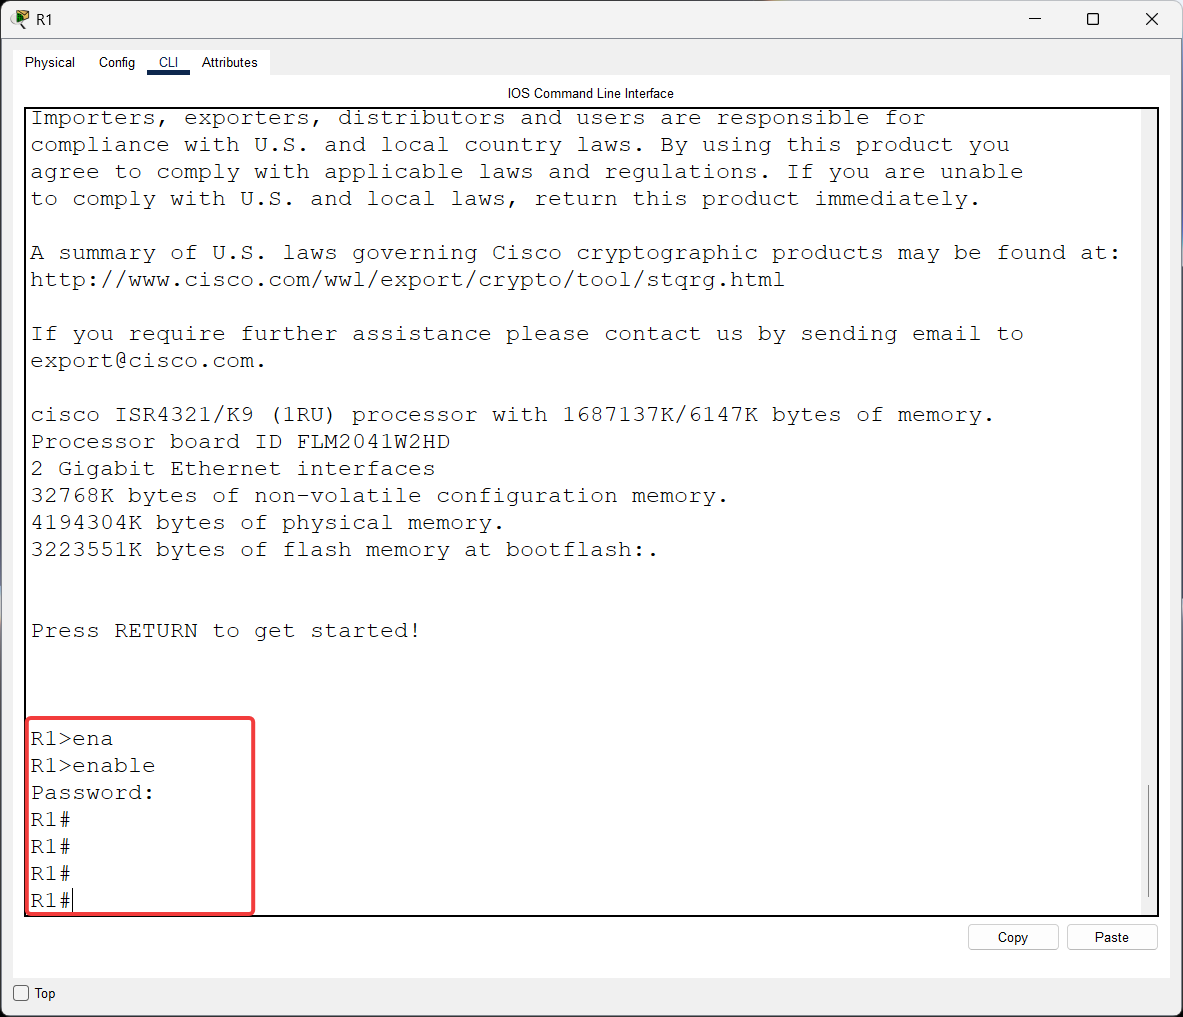 R1
Physical Config CLI Attributes
IOS Command Line Interface
Importers, exporters, distributors and users are responsible for
compliance with U.S. and local country laws. By using this product you
agree to comply with applicable laws and regulations. If you are unable
to comply with U.S. and local laws, return this product immediately.
A summary of U.S. laws governing Cisco cryptographic products may be found at:
http://www.cisco.com/wwl/export/crypto/tool/stqrg.html
If you require further assistance please contact us by sending email to
export@cisco.com.
cisco ISR4321/K9 (1RU) processor with 1687137K/6147K bytes of memory.
Processor board ID FLM2041W2HD
2 Gigabit Ethernet interfaces
32768K bytes of non-volatile configuration memory.
4194304K bytes of physical memory.
3223551K bytes of flash memory at bootflash:.
Press RETURN to get started!
R1>ena
R1>enable
Password:
R1#
R1#
R1#
R1#
Copy Paste
Top